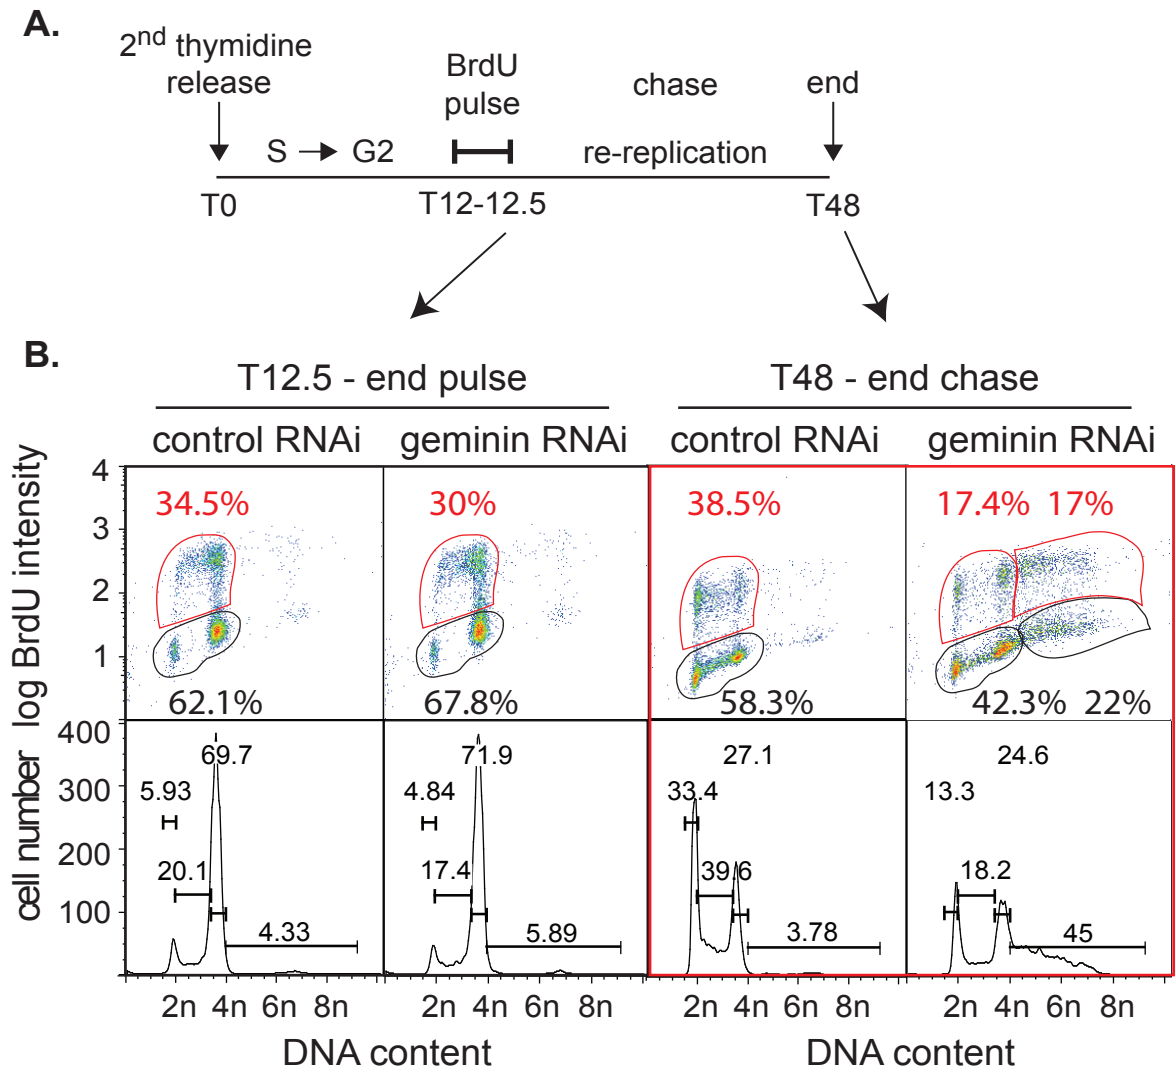 A.
2nd thymidine
release
BrdU
pulse
chase
end
S → G2
re-replication
T0
T12-12.5
T48
B.
T12.5 - end pulse
T48 - end chase
control RNAi
geminin RNAi
control RNAi
geminin RNAi
log BrdU intensity
4
3
2
1
34.5%
30%
38.5%
17.4% 17%
62.1%
67.8%
58.3%
42.3% 22%
cell number
400
300
200
100
69.7
5.93
20.1
4.33
71.9
4.84
17.4
5.89
27.1
33.4
39.6
3.78
24.6
13.3
18.2
45
2n 4n 6n 8n
2n 4n 6n 8n
2n 4n 6n 8n
2n 4n 6n 8n
DNA content
DNA content